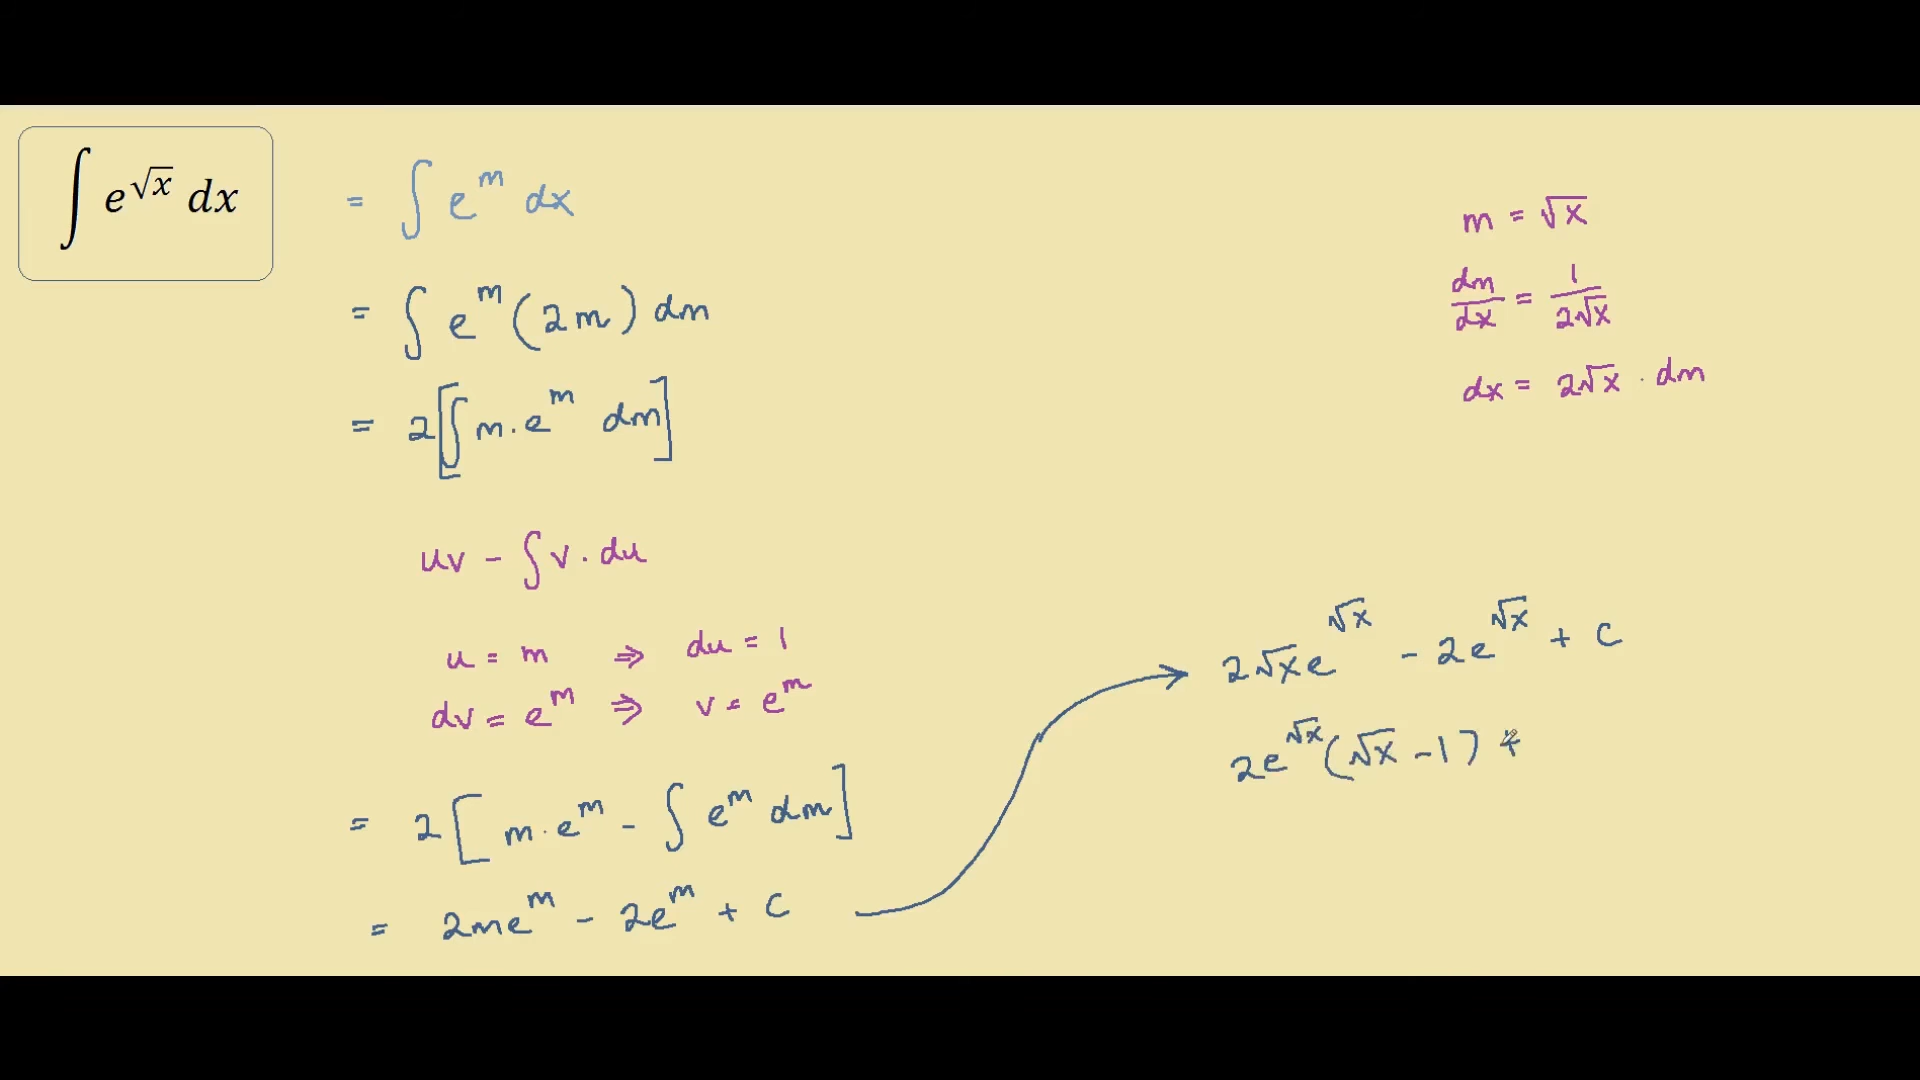 ∫ e^√x dx = ∫ e^m dx
= ∫ e^m (2m) dm
= 2[∫ m · e^m dm]
uv - ∫ v · du
u = m ⇒ du = 1
dv = e^m ⇒ v = e^m
= 2[m · e^m - ∫ e^m dm]
= 2me^m - 2e^m + c
m = √x
dm/dx = 1/(2√x)
dx = 2√x · dm
2√x e^√x - 2e^√x + c
2e^√x (√x - 1) +